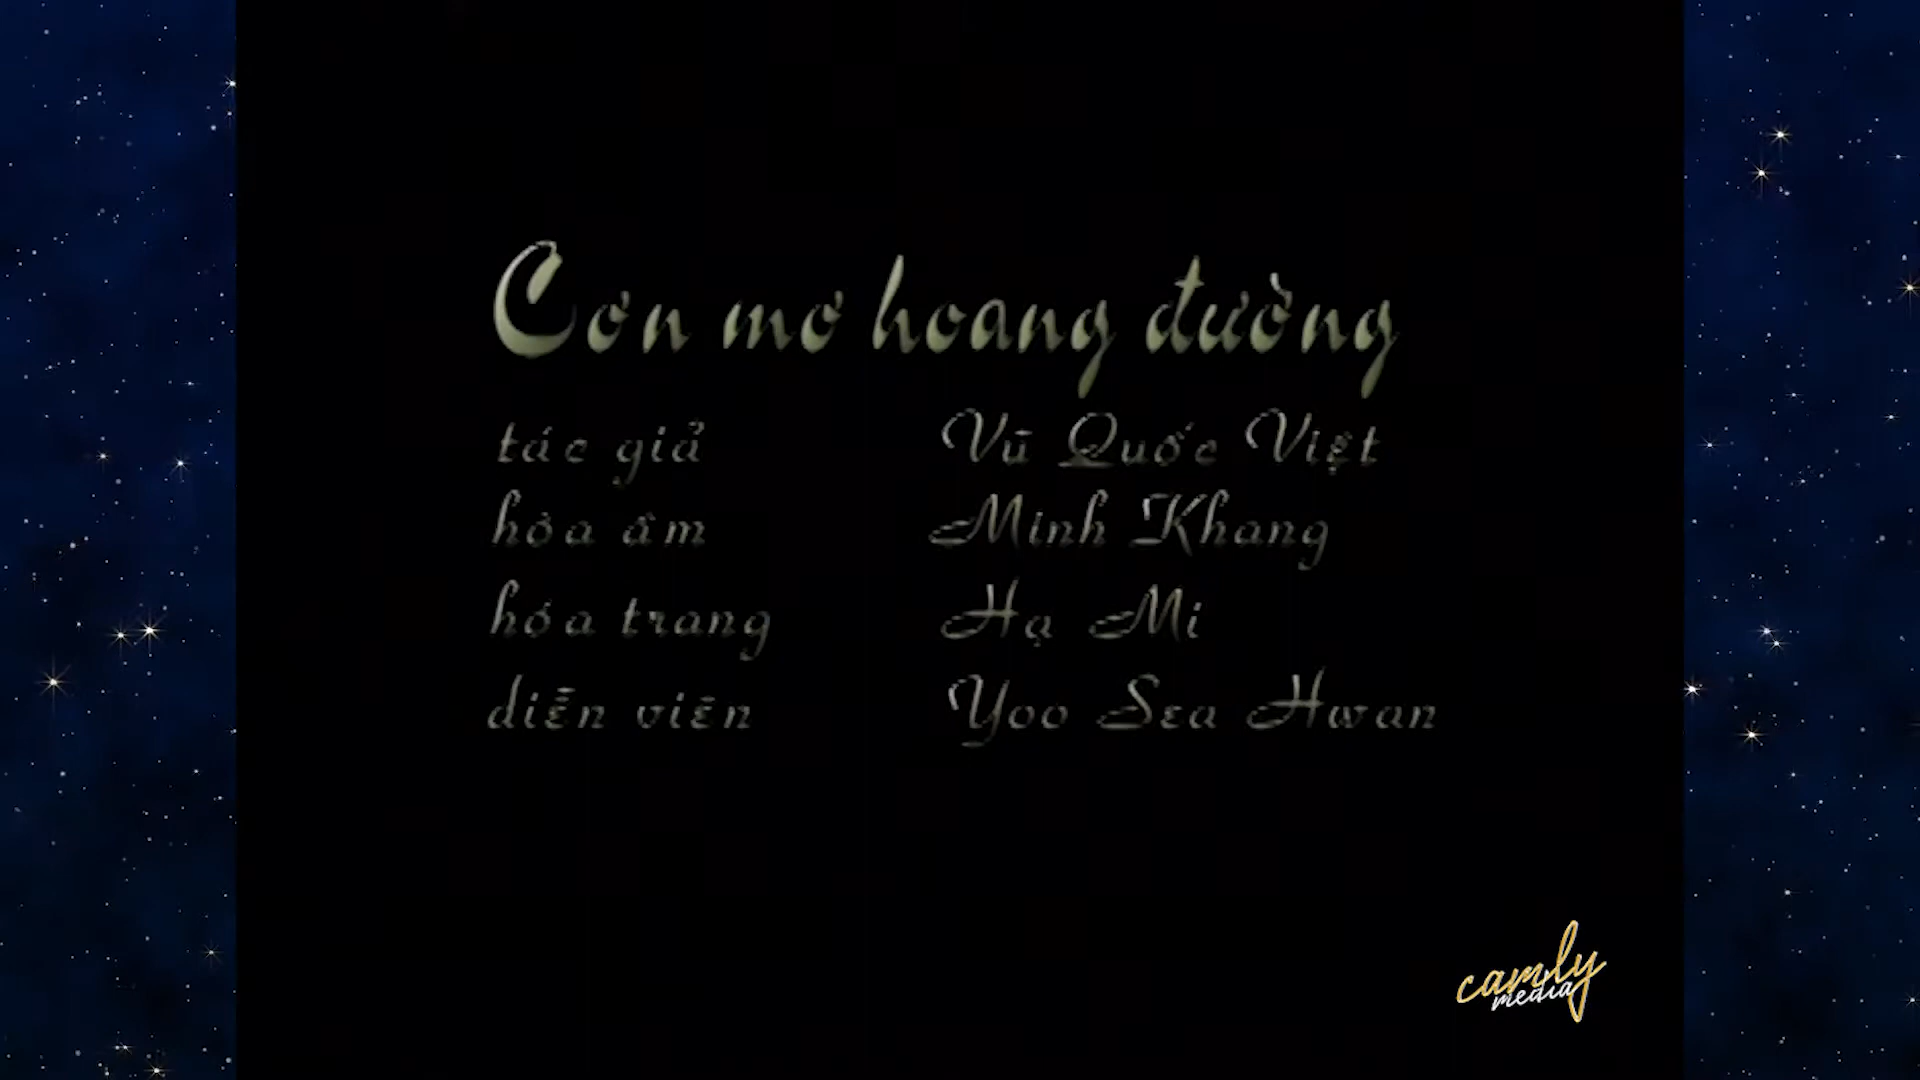 Cơn mơ hoang đường
tác giả Vũ Quốc Việt
hòa âm Minh Khang
hóa trang Hạ Mi
diễn viên Yoo Sea Hwan
camly
media